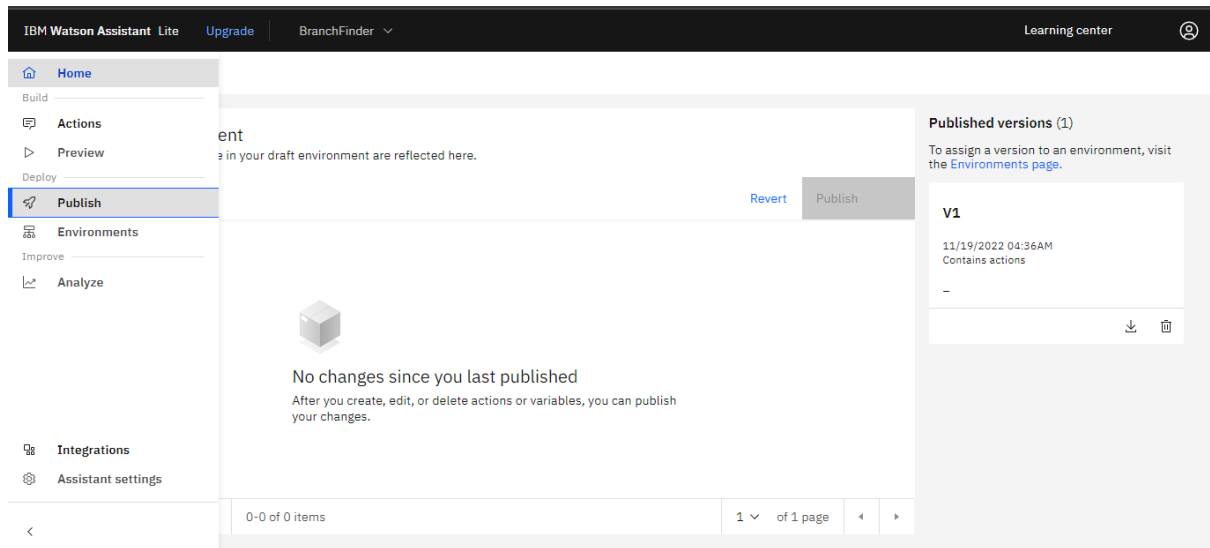 IBM Watson Assistant Lite Upgrade BranchFinder Learning center
Home
Build
Actions
Preview
Deploy
Publish
Environments
Improve
Analyze
Integrations
Assistant settings
ent
e in your draft environment are reflected here.
Revert Publish
No changes since you last published
After you create, edit, or delete actions or variables, you can publish
your changes.
0-0 of 0 items 1 of 1 page
Published versions (1)
To assign a version to an environment, visit
the Environments page.
V1
11/19/2022 04:36AM
Contains actions
–